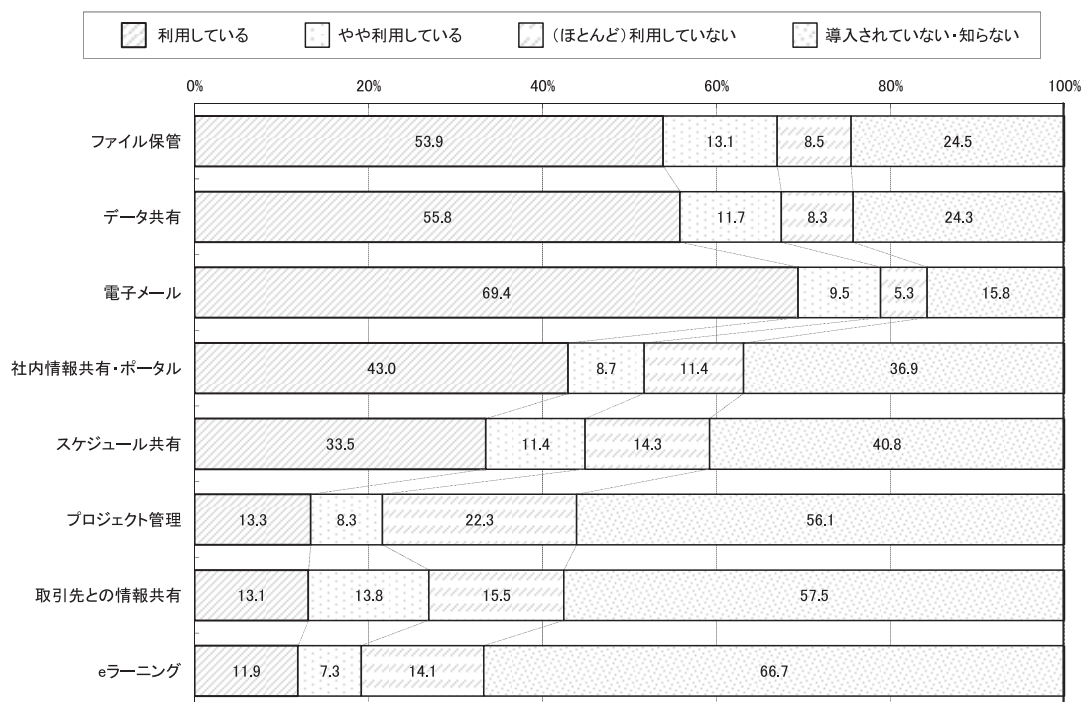 利用している やや利用している (ほとんど)利用していない 導入されていない・知らない
0% 20% 40% 60% 80% 100%
ファイル保管 53.9 13.1 8.5 24.5
データ共有 55.8 11.7 8.3 24.3
電子メール 69.4 9.5 5.3 15.8
社内情報共有・ポータル 43.0 8.7 11.4 36.9
スケジュール共有 33.5 11.4 14.3 40.8
プロジェクト管理 13.3 8.3 22.3 56.1
取引先との情報共有 13.1 13.8 15.5 57.5
eラーニング 11.9 7.3 14.1 66.7